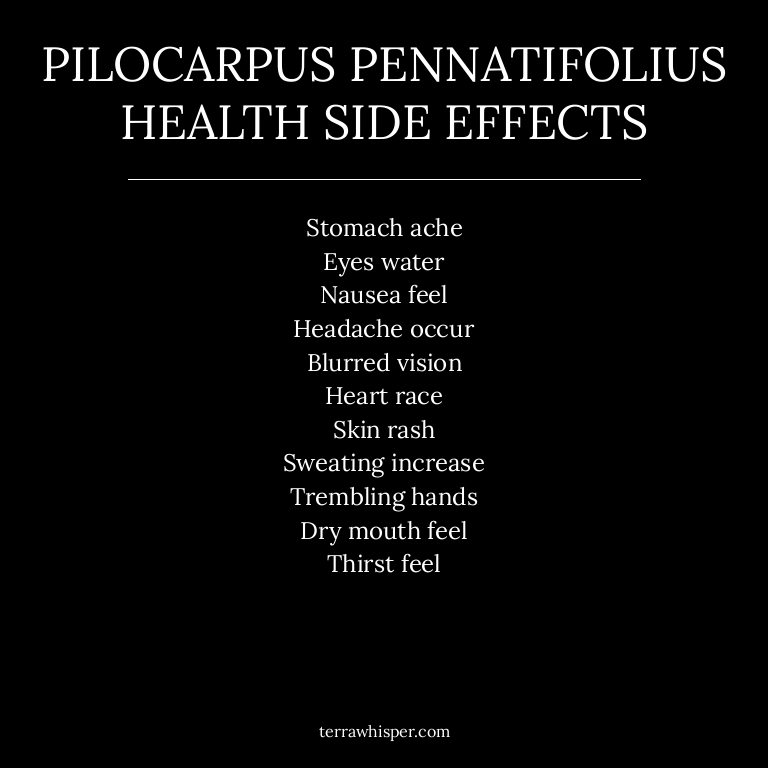 PILOCARPUS PENNATIFOLIUS
HEALTH SIDE EFFECTS
Stomach ache
Eyes water
Nausea feel
Headache occur
Blurred vision
Heart race
Skin rash
Sweating increase
Trembling hands
Dry mouth feel
Thirst feel
terrawhisper.com